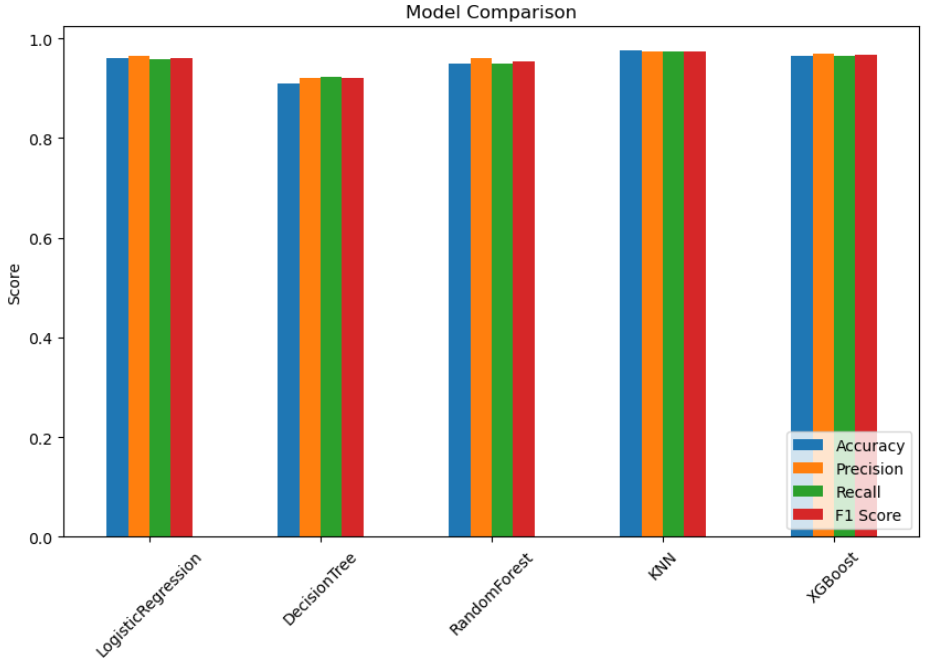 Model Comparison
1.0
0.8
0.6
0.4
0.2
0.0
Score
Accuracy
Precision
Recall
F1 Score
LogisticRegression
DecisionTree
RandomForest
KNN
XGBoost